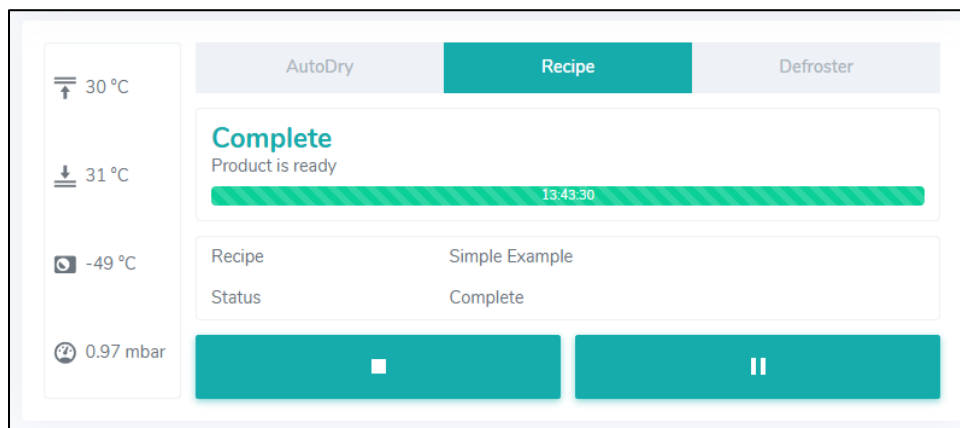 30 °C
31 °C
-49 °C
0.97 mbar
AutoDry
Recipe
Defroster
Complete
Product is ready
13:43:30
Recipe Simple Example
Status Complete